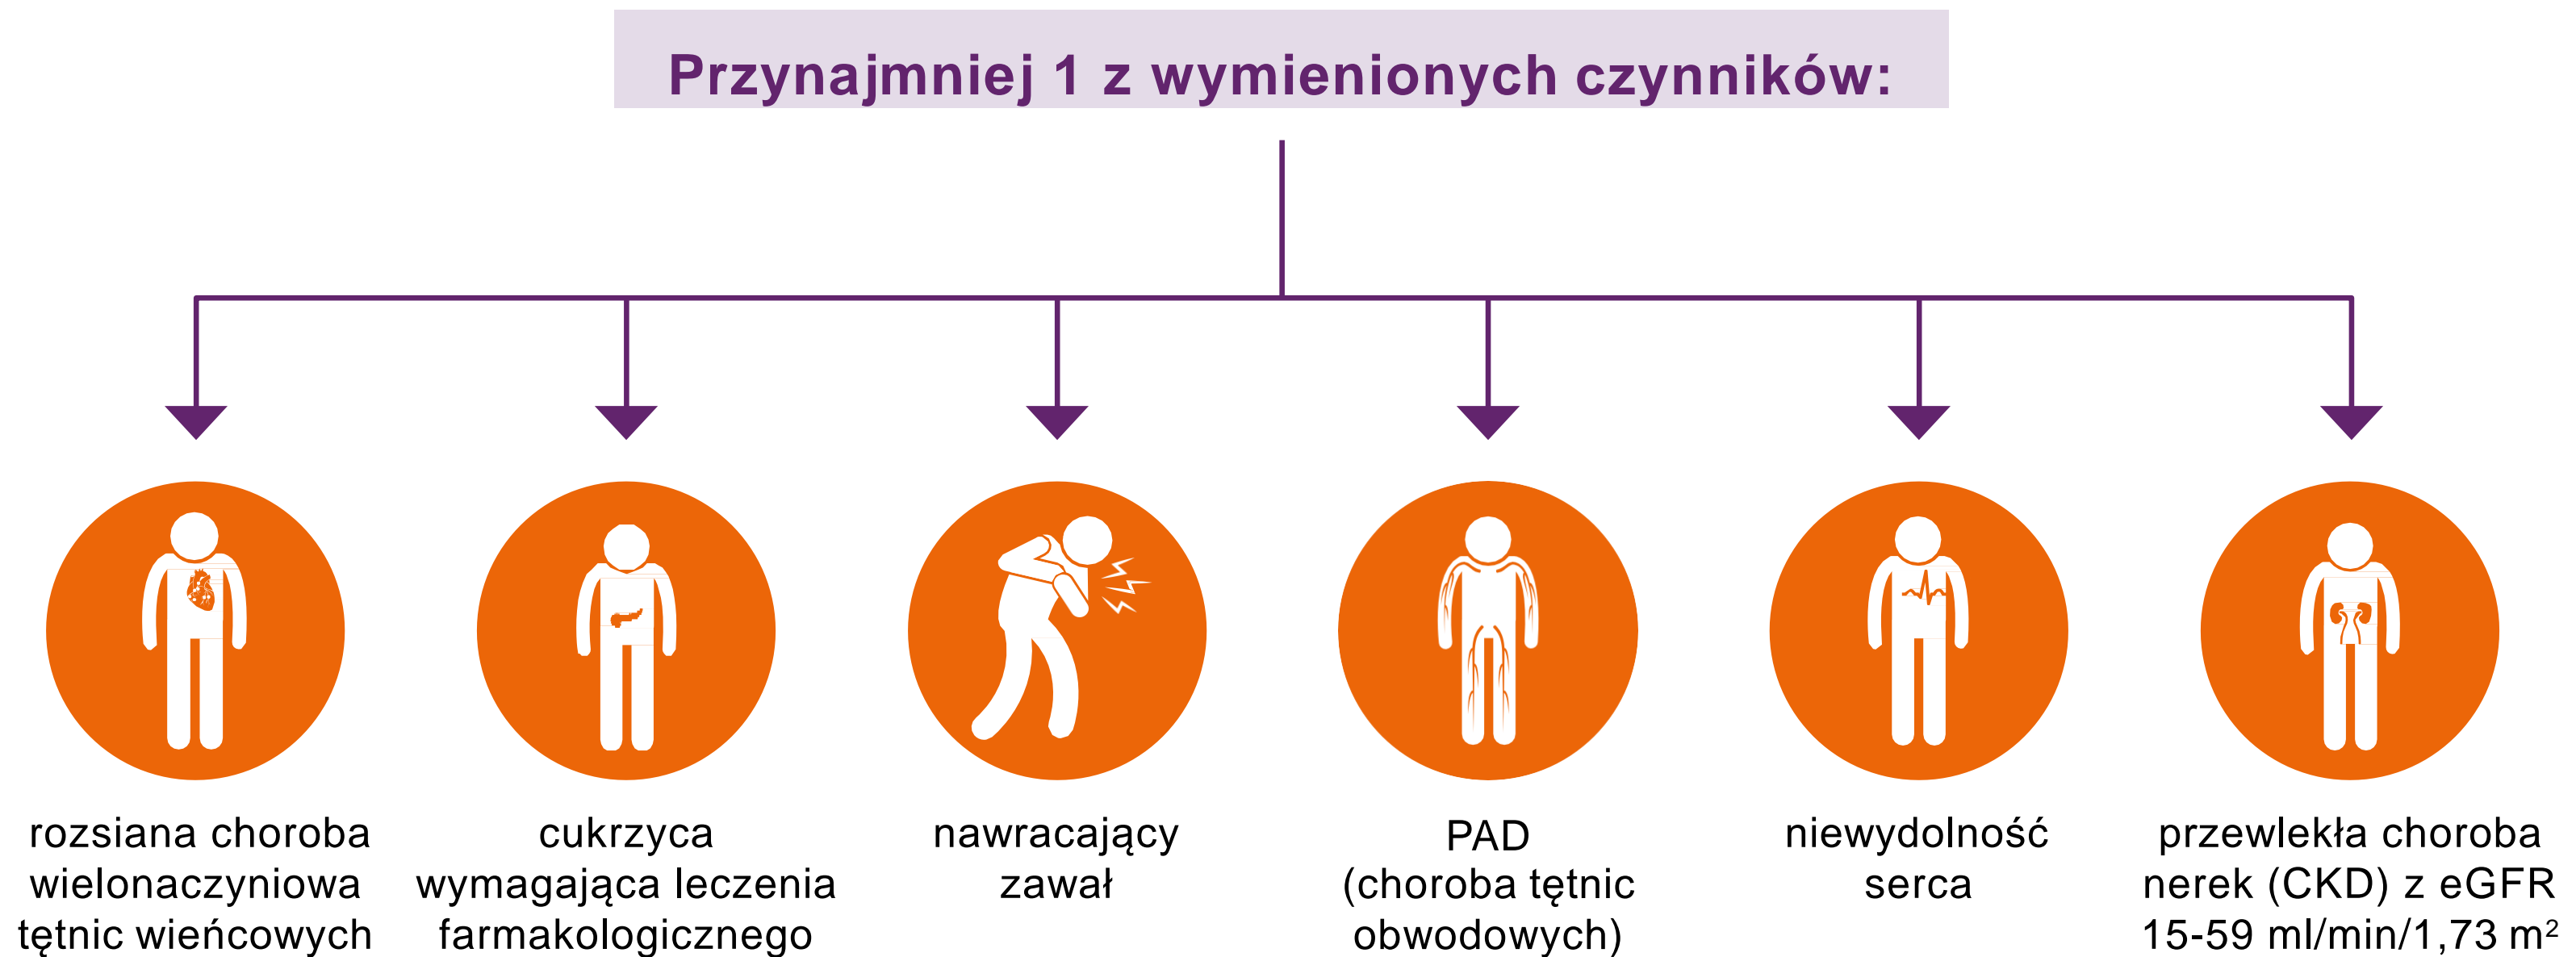 Przynajmniej 1 z wymienionych czynników:
rozsiana choroba
wielonaczyniowa
tętnic wieńcowych
cukrzyca
wymagająca leczenia
farmakologicznego
nawracający
zawał
PAD
(choroba tętnic
obwodowych)
niewydolność
serca
przewlekła choroba
nerek (CKD) z eGFR
15-59 ml/min/1,73 m²